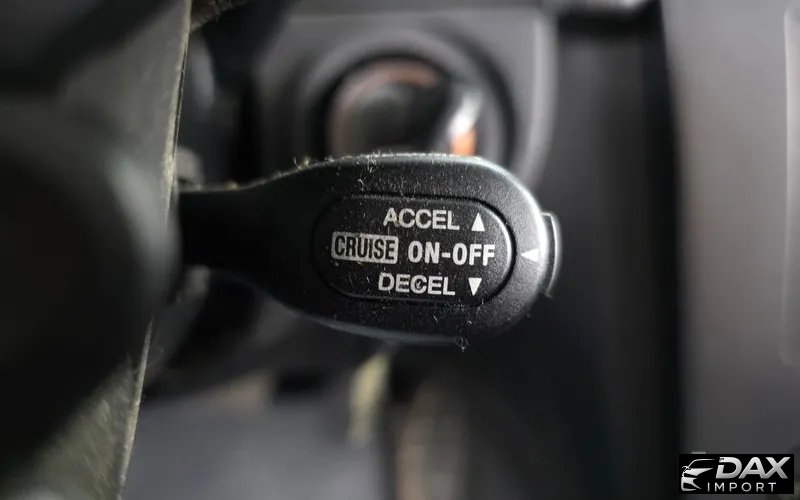 ACCEL ▲
CRUISE ON-OFF ◄
DECEL ▼
DAX
IMPORT